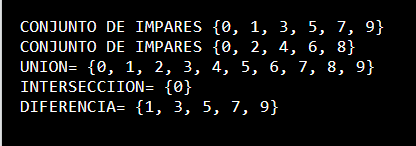 CONJUNTO DE IMPARES {0, 1, 3, 5, 7, 9}
CONJUNTO DE IMPARES {0, 2, 4, 6, 8}
UNION= {0, 1, 2, 3, 4, 5, 6, 7, 8, 9}
INTERSECCIION= {0}
DIFERENCIA= {1, 3, 5, 7, 9}